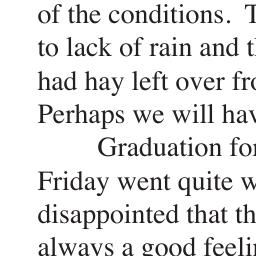 of the conditions. T
to lack of rain and th
had hay left over fro
Perhaps we will hav
Graduation for
Friday went quite w
disappointed that th
always a good feelin